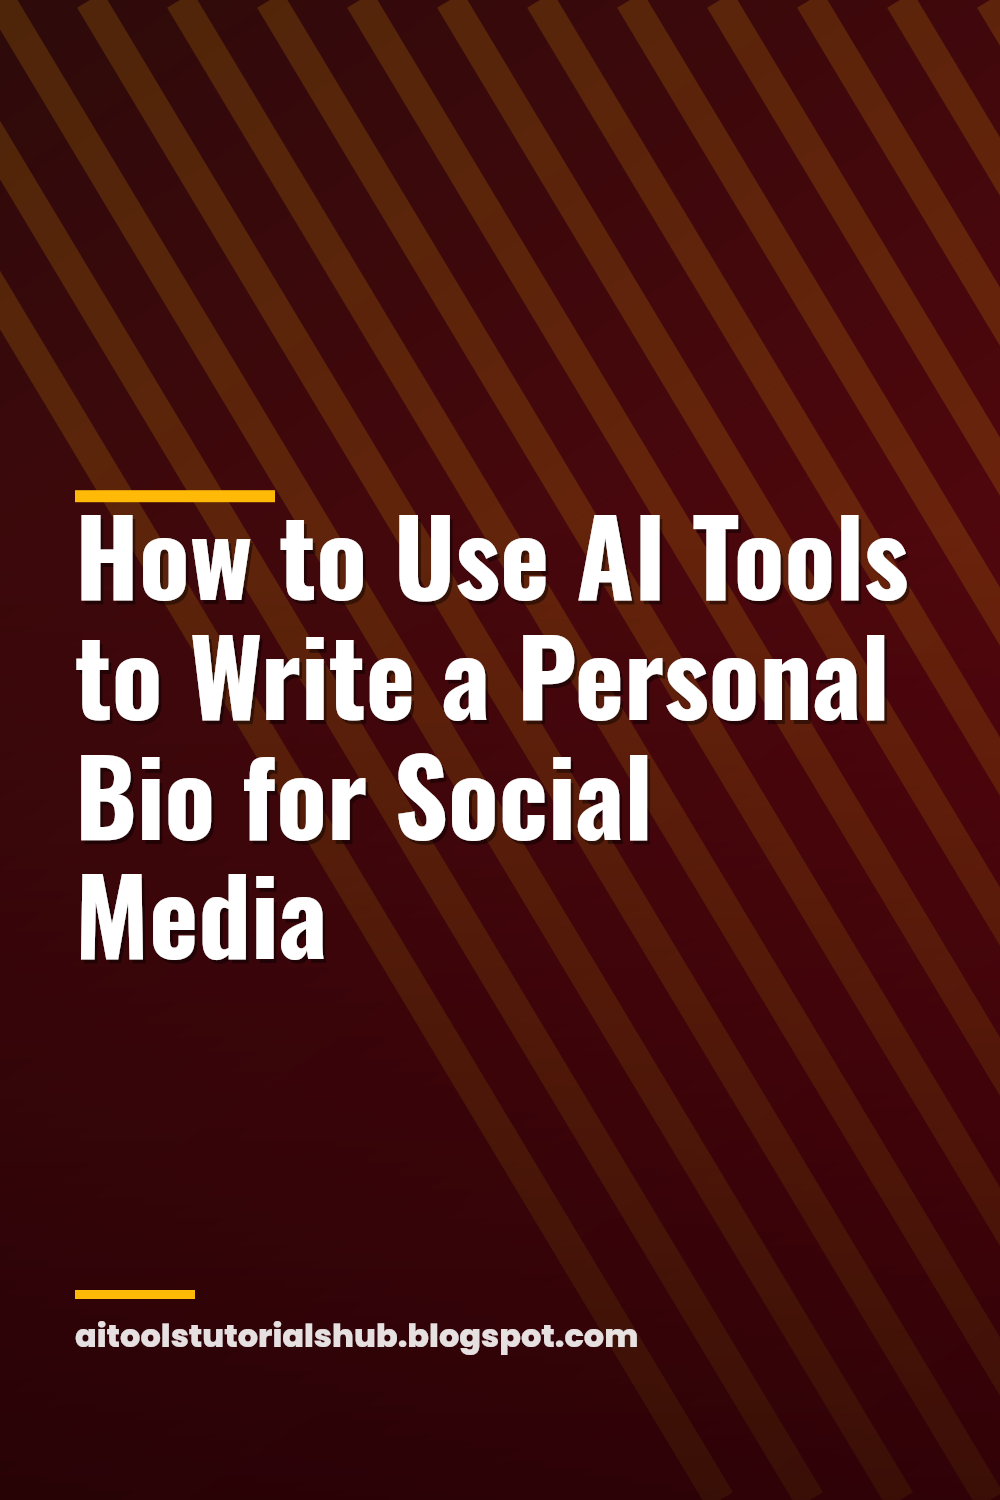 How to Use AI Tools
to Write a Personal
Bio for Social
Media
aitoolstutorialshub.blogspot.com